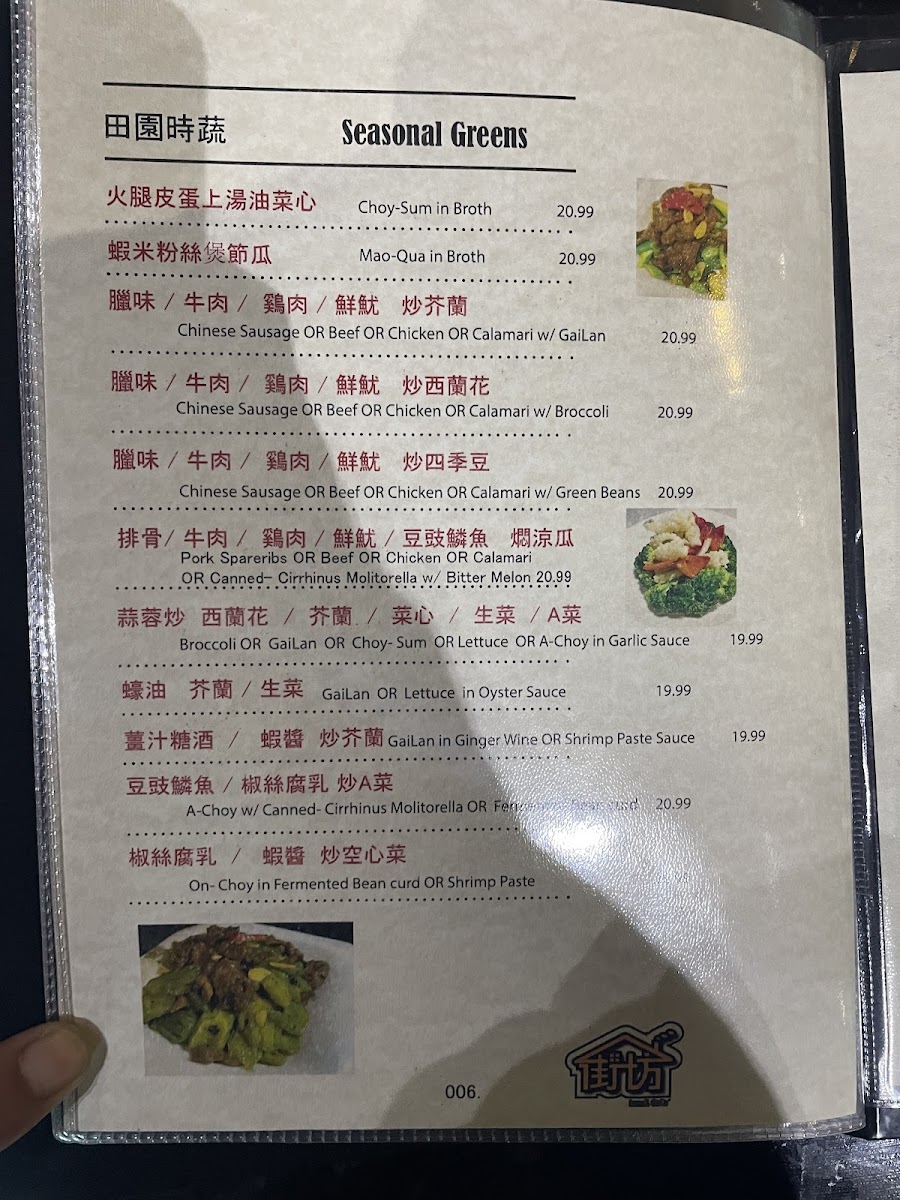 田園時蔬 Seasonal Greens
火腿皮蛋上湯油菜心 Choy-Sum in Broth 20.99
蝦米粉絲煲節瓜 Mao-Qua in Broth 20.99
臘味 / 牛肉 / 鷄肉 / 鮮魷 炒芥蘭
Chinese Sausage OR Beef OR Chicken OR Calamari w/ GaiLan 20.99
臘味 / 牛肉 / 鷄肉 / 鮮魷 炒西蘭花
Chinese Sausage OR Beef OR Chicken OR Calamari w/ Broccoli 20.99
臘味 / 牛肉 / 鷄肉 / 鮮魷 炒四季豆
Chinese Sausage OR Beef OR Chicken OR Calamari w/ Green Beans 20.99
排骨/ 牛肉 / 鷄肉 / 鮮魷 / 豆豉鱗魚 燜涼瓜
Pork Spareribs OR Beef OR Chicken OR Calamari
OR Canned- Cirrhinus Molitorella w/ Bitter Melon 20.99
蒜蓉炒 西蘭花 / 芥蘭 / 菜心 / 生菜 / A菜
Broccoli OR GaiLan OR Choy- Sum OR Lettuce OR A-Choy in Garlic Sauce 19.99
蠔油 芥蘭 / 生菜 GaiLan OR Lettuce in Oyster Sauce 19.99
薑汁糖酒 / 蝦醬 炒芥蘭 GaiLan in Ginger Wine OR Shrimp Paste Sauce 19.99
豆豉鱗魚 / 椒絲腐乳 炒A菜
A-Choy w/ Canned- Cirrhinus Molitorella OR Fermented Bean curd 20.99
椒絲腐乳 / 蝦醬 炒空心菜
On- Choy in Fermented Bean curd OR Shrimp Paste
006.
街坊